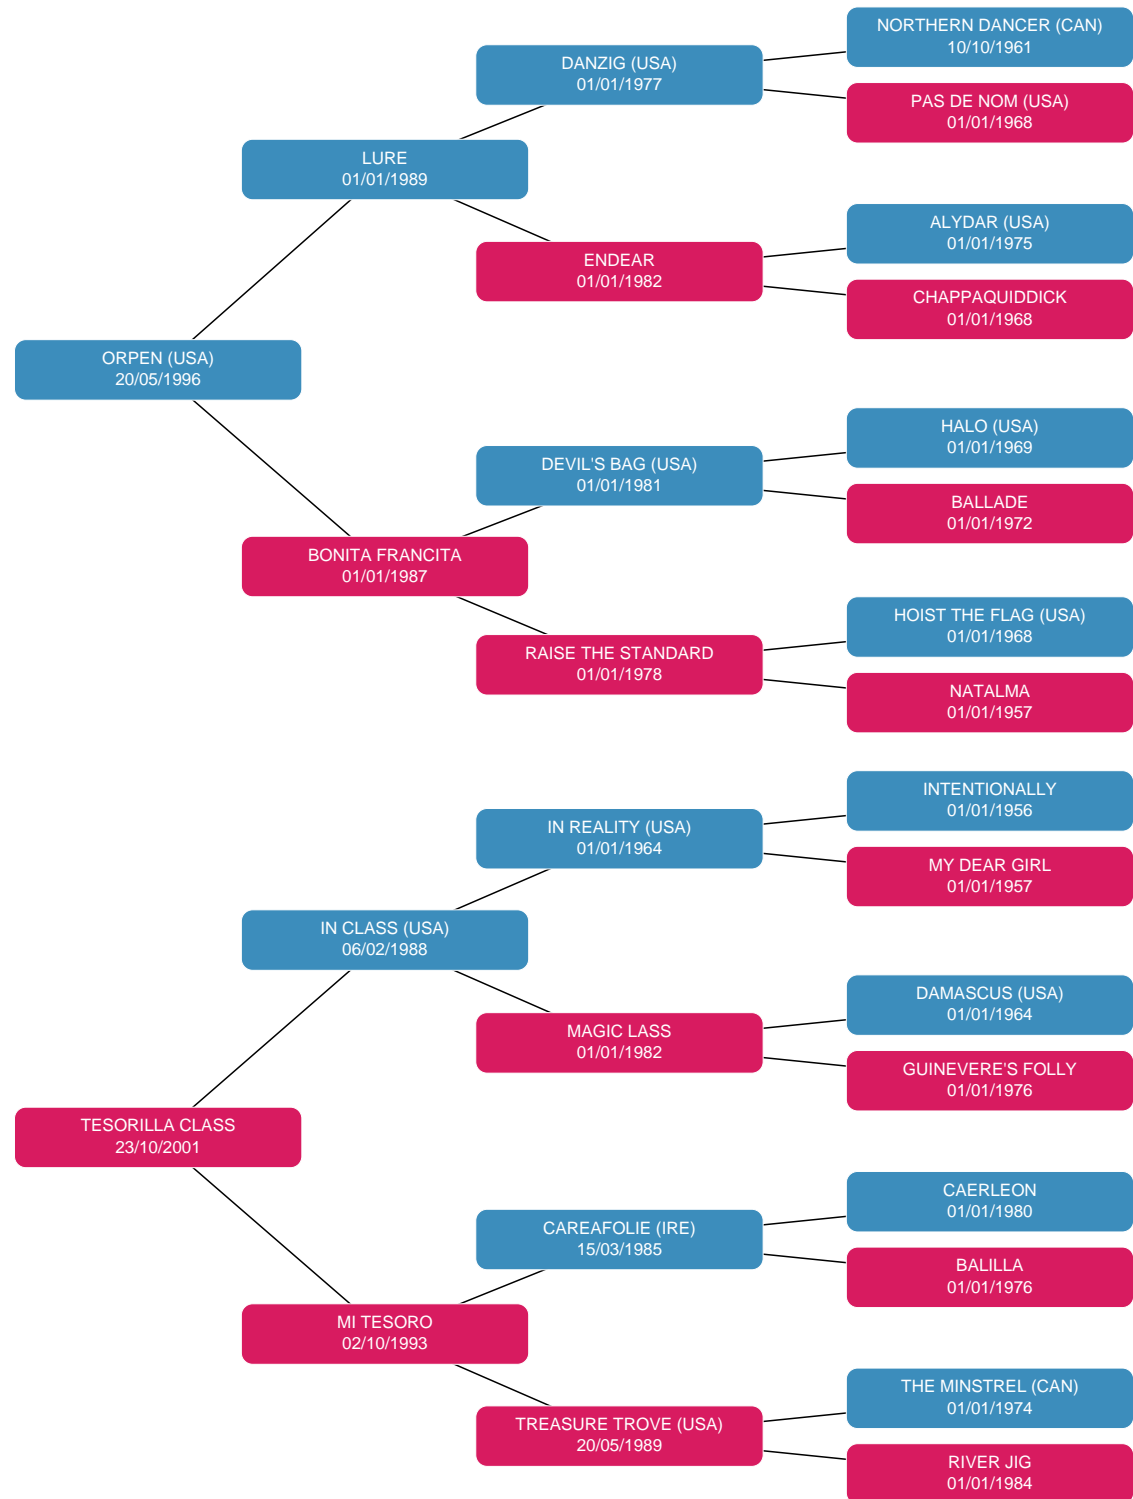 NORTHERN DANCER (CAN)
10/10/1961
DANZIG (USA)
01/01/1977
PAS DE NOM (USA)
01/01/1968
LURE
01/01/1989
ALYDAR (USA)
01/01/1975
ENDEAR
01/01/1982
CHAPPAQUIDDICK
01/01/1968
ORPEN (USA)
20/05/1996
HALO (USA)
01/01/1969
DEVIL'S BAG (USA)
01/01/1981
BALLADE
01/01/1972
BONITA FRANCITA
01/01/1987
HOIST THE FLAG (USA)
01/01/1968
RAISE THE STANDARD
01/01/1978
NATALMA
01/01/1957
INTENTIONALLY
01/01/1956
IN REALITY (USA)
01/01/1964
MY DEAR GIRL
01/01/1957
IN CLASS (USA)
06/02/1988
DAMASCUS (USA)
01/01/1964
MAGIC LASS
01/01/1982
GUINEVERE'S FOLLY
01/01/1976
TESORILLA CLASS
23/10/2001
CAERLEON
01/01/1980
CAREAFOLIE (IRE)
15/03/1985
BALILLA
01/01/1976
MI TESORO
02/10/1993
THE MINSTREL (CAN)
01/01/1974
TREASURE TROVE (USA)
20/05/1989
RIVER JIG
01/01/1984